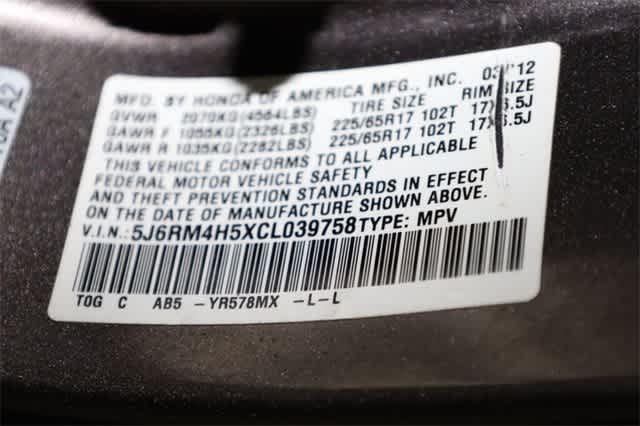 MFD. BY HONDA OF AMERICA MFG., INC. 03/12
GVWR 2070KG(4564LBS) TIRE SIZE RIM SIZE
GAWR F 1055KG(2326LBS) 225/65R17 102T 17X6.5J
GAWR R 1035KG(2282LBS) 225/65R17 102T 17X6.5J
THIS VEHICLE CONFORMS TO ALL APPLICABLE
FEDERAL MOTOR VEHICLE SAFETY
AND THEFT PREVENTION STANDARDS IN EFFECT
ON THE DATE OF MANUFACTURE SHOWN ABOVE.
V.I.N.: 5J6RM4H5XCL039758 TYPE: MPV
TOG C AB5 -YR578MX -L-L